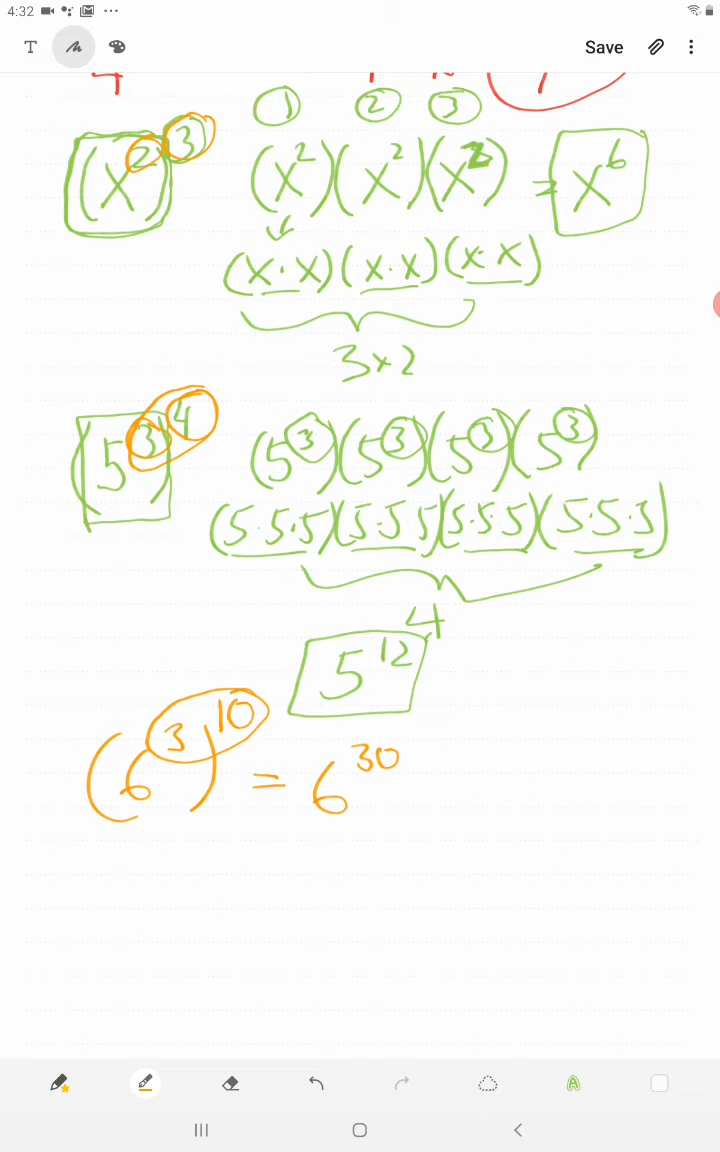 4:32
T Save
4
1 2 3
(x²)³ (x²)(x²)(x²) = x⁶
(x·x)(x·x)(x·x)
3×2
(5³)⁴ (5³)(5³)(5³)(5³)
(5·5·5)(5·5·5)(5·5·5)(5·5·5)
4
5¹²
(6³)¹⁰ = 6³⁰
A